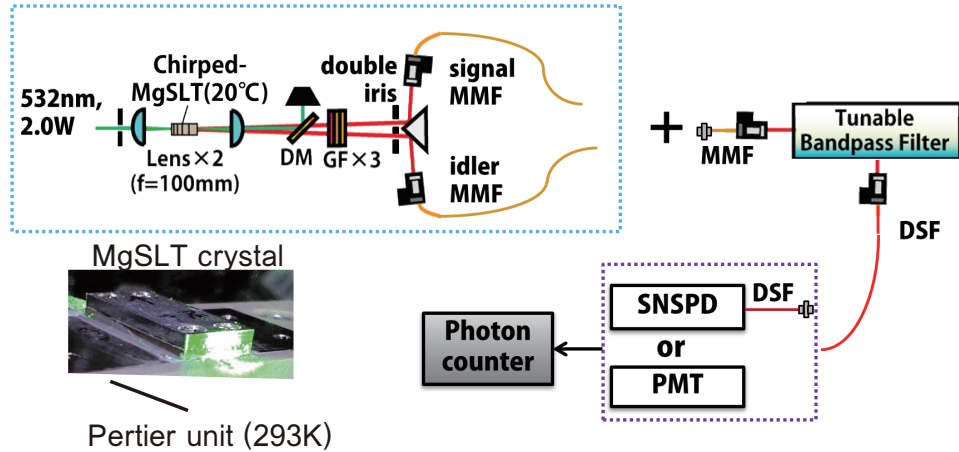 532nm,
2.0W
Chirped-
MgSLT(20℃)
Lens×2
(f=100mm)
DM
GF×3
double
iris
signal
MMF
idler
MMF
+
MMF
Tunable
Bandpass Filter
DSF
MgSLT crystal
Pertier unit (293K)
Photon
counter
SNSPD
DSF
or
PMT